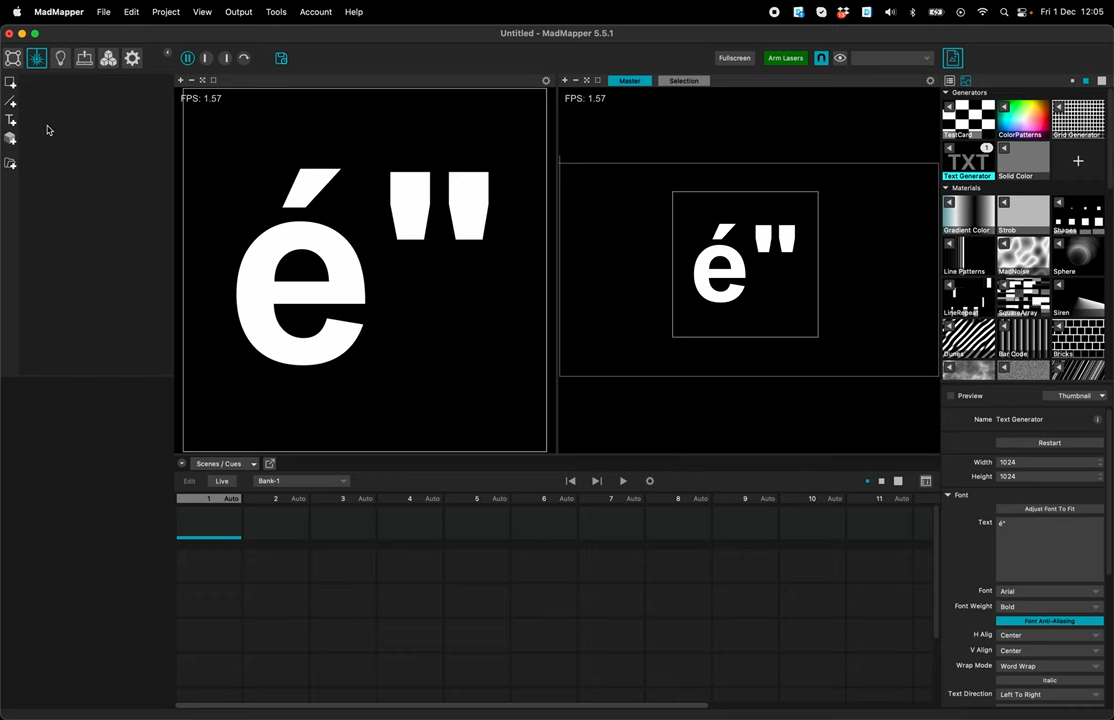 MadMapper File Edit Project View Output Tools Account Help Fri 1 Dec 12:05
Untitled - MadMapper 5.5.1
Fullscreen Arm Lasers
Master Selection
FPS: 1.57
FPS: 1.57
é"
é"
Generators
TestCard ColorPatterns Grid Generator
TXT 1
Text Generator Solid Color +
Materials
Gradient Color Strob Shapes
Line Patterns MadNoise Sphere
LineRepeat SquareArray Siren
Dunes Bar Code Bricks
Preview Thumbnail
Name Text Generator
Restart
Width 1024
Height 1024
Font
Adjust Font To Fit
Text é"
Font Arial
Font Weight Bold
Font Anti-Aliasing
H Alig Center
V Align Center
Wrap Mode Word Wrap
Italic
Text Direction Left To Right
Scenes / Cues
Edit Live Bank-1
1 Auto 2 Auto 3 Auto 4 Auto 5 Auto 6 Auto 7 Auto 8 Auto 9 Auto 10 Auto 11 Auto